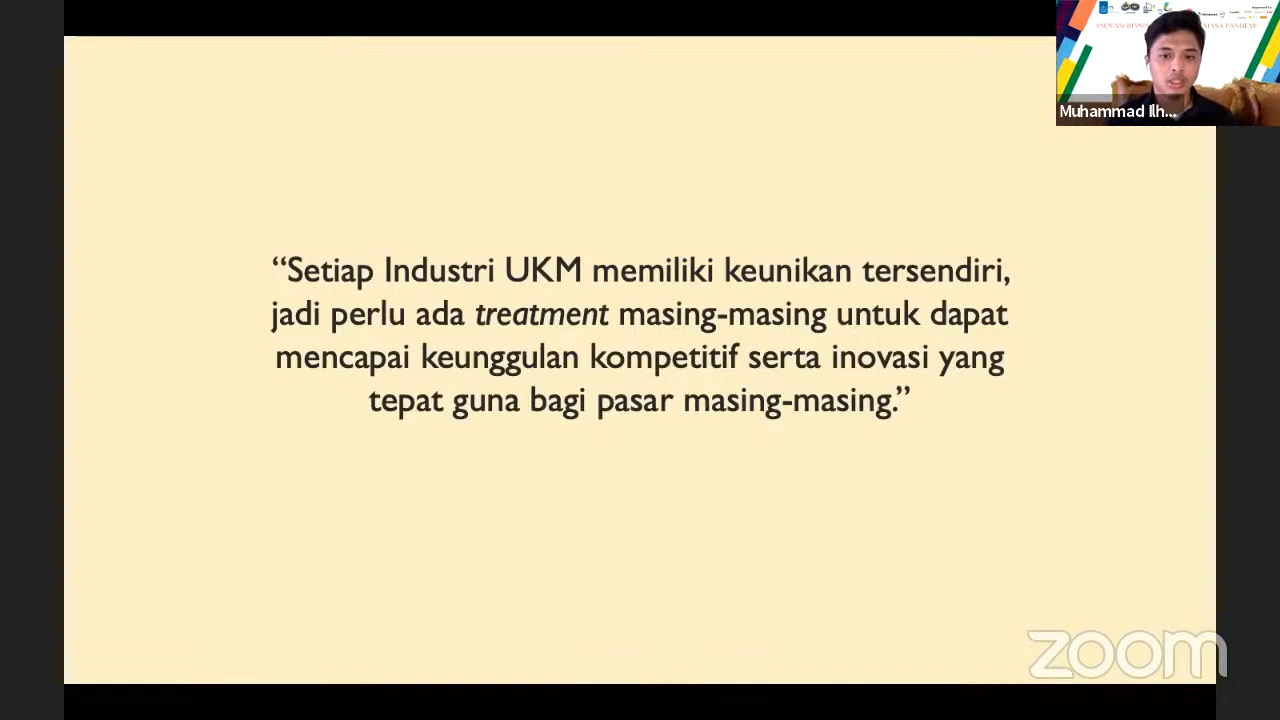 “Setiap Industri UKM memiliki keunikan tersendiri,
jadi perlu ada treatment masing-masing untuk dapat
mencapai keunggulan kompetitif serta inovasi yang
tepat guna bagi pasar masing-masing.”
Muhammad Ilh...
zoom